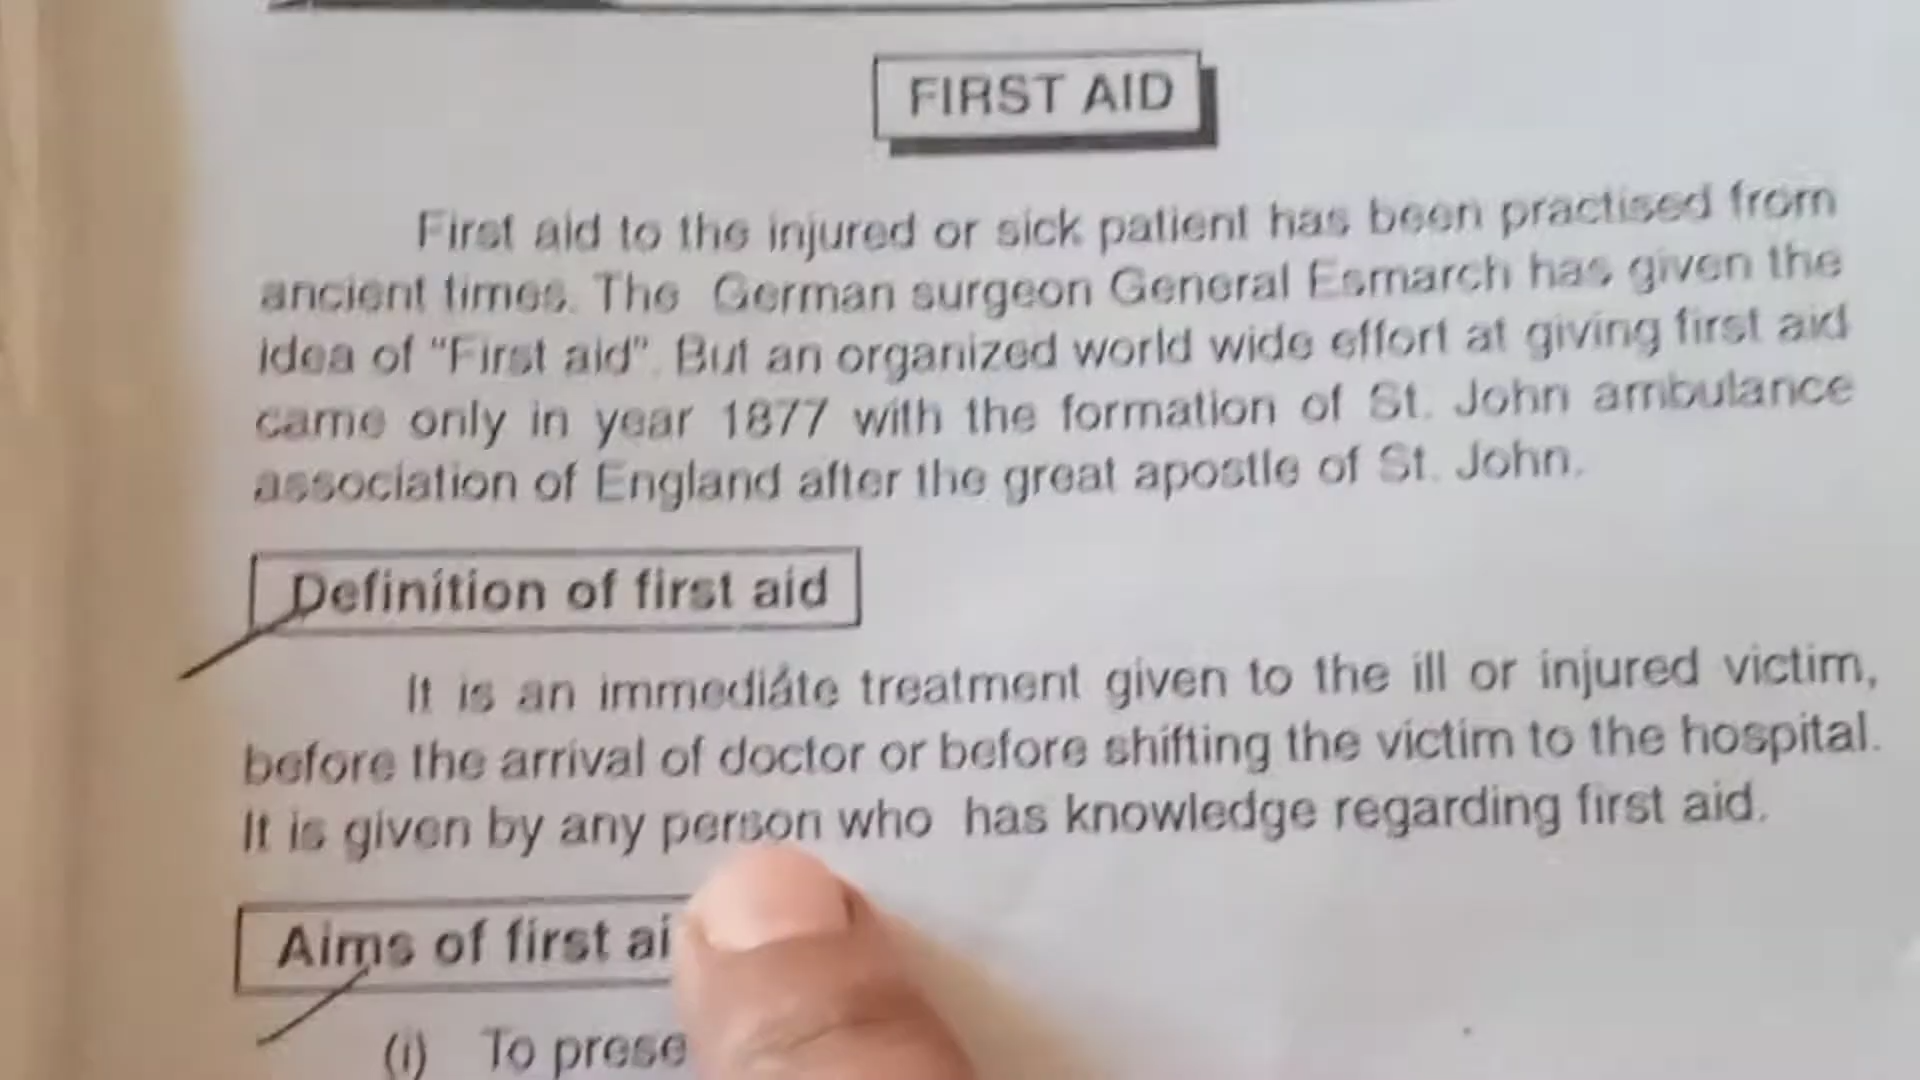 FIRST AID
First aid to the injured or sick patient has been practised from
ancient times. The German surgeon General Esmarch has given the
idea of "First aid". But an organized world wide effort at giving first aid
came only in year 1877 with the formation of St. John ambulance
association of England after the great apostle of St. John.
Definition of first aid
It is an immediate treatment given to the ill or injured victim,
before the arrival of doctor or before shifting the victim to the hospital.
It is given by any person who has knowledge regarding first aid.
Aims of first ai
(i) To prese